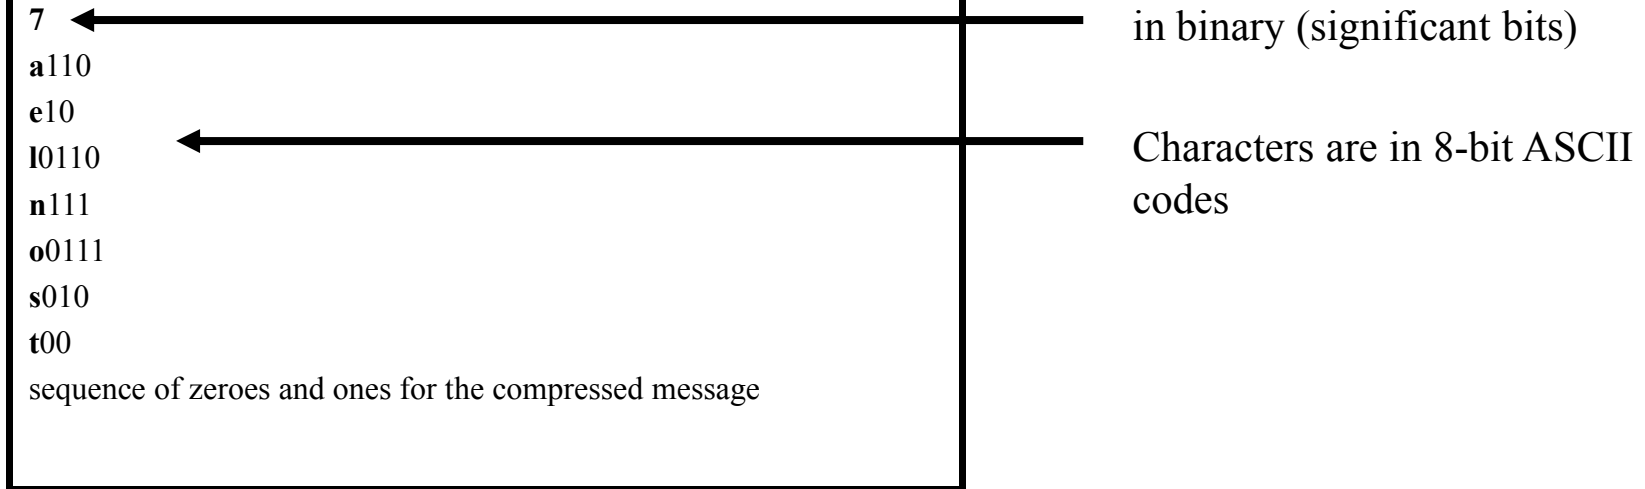 7
a110
e10
l0110
n111
o0111
s010
t00
sequence of zeroes and ones for the compressed message
in binary (significant bits)
Characters are in 8-bit ASCII
codes